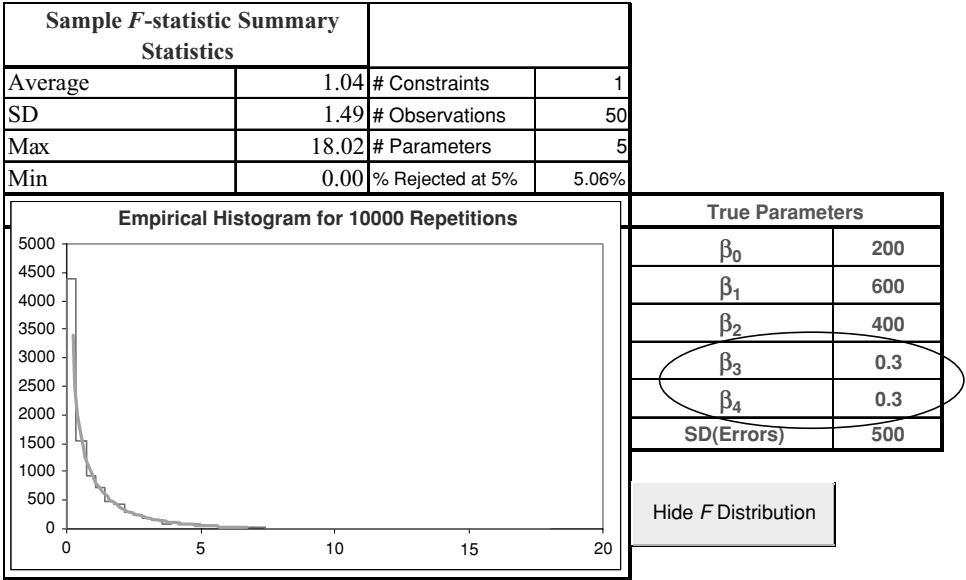 Sample F-statistic Summary
Statistics
Average 1.04 # Constraints 1
SD 1.49 # Observations 50
Max 18.02 # Parameters 5
Min 0.00 % Rejected at 5% 5.06%
Empirical Histogram for 10000 Repetitions
5000
4500
4000
3500
3000
2500
2000
1500
1000
500
0
0 5 10 15 20
True Parameters
β0 200
β1 600
β2 400
β3 0.3
β4 0.3
SD(Errors) 500
Hide F Distribution